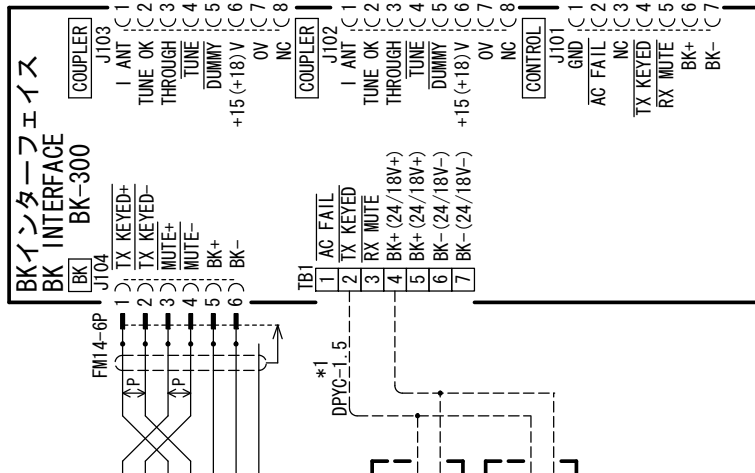 BKインターフェイス
BK INTERFACE
BK-300
COUPLER
J103
1 I ANT
2 TUNE OK
3 THROUGH
4 TUNE
5 DUMMY
6 +15(+18)V
7 0V
8 NC
COUPLER
J102
1 I ANT
2 TUNE OK
3 THROUGH
4 TUNE
5 DUMMY
6 +15(+18)V
7 0V
8 NC
CONTROL
J101
1 GND
2 AC FAIL
3 NC
4 TX KEYED
5 RX MUTE
6 BK+
7 BK-
BK
J104
1 TX KEYED+
2 TX KEYED-
3 MUTE+
4 MUTE-
5 BK+
6 BK-
FM14-6P
P
P
TB1
1 AC FAIL
2 TX KEYED
3 RX MUTE
4 BK+(24/18V+)
5 BK+(24/18V+)
6 BK-(24/18V-)
7 BK-(24/18V-)
*1
DPYC-1.5